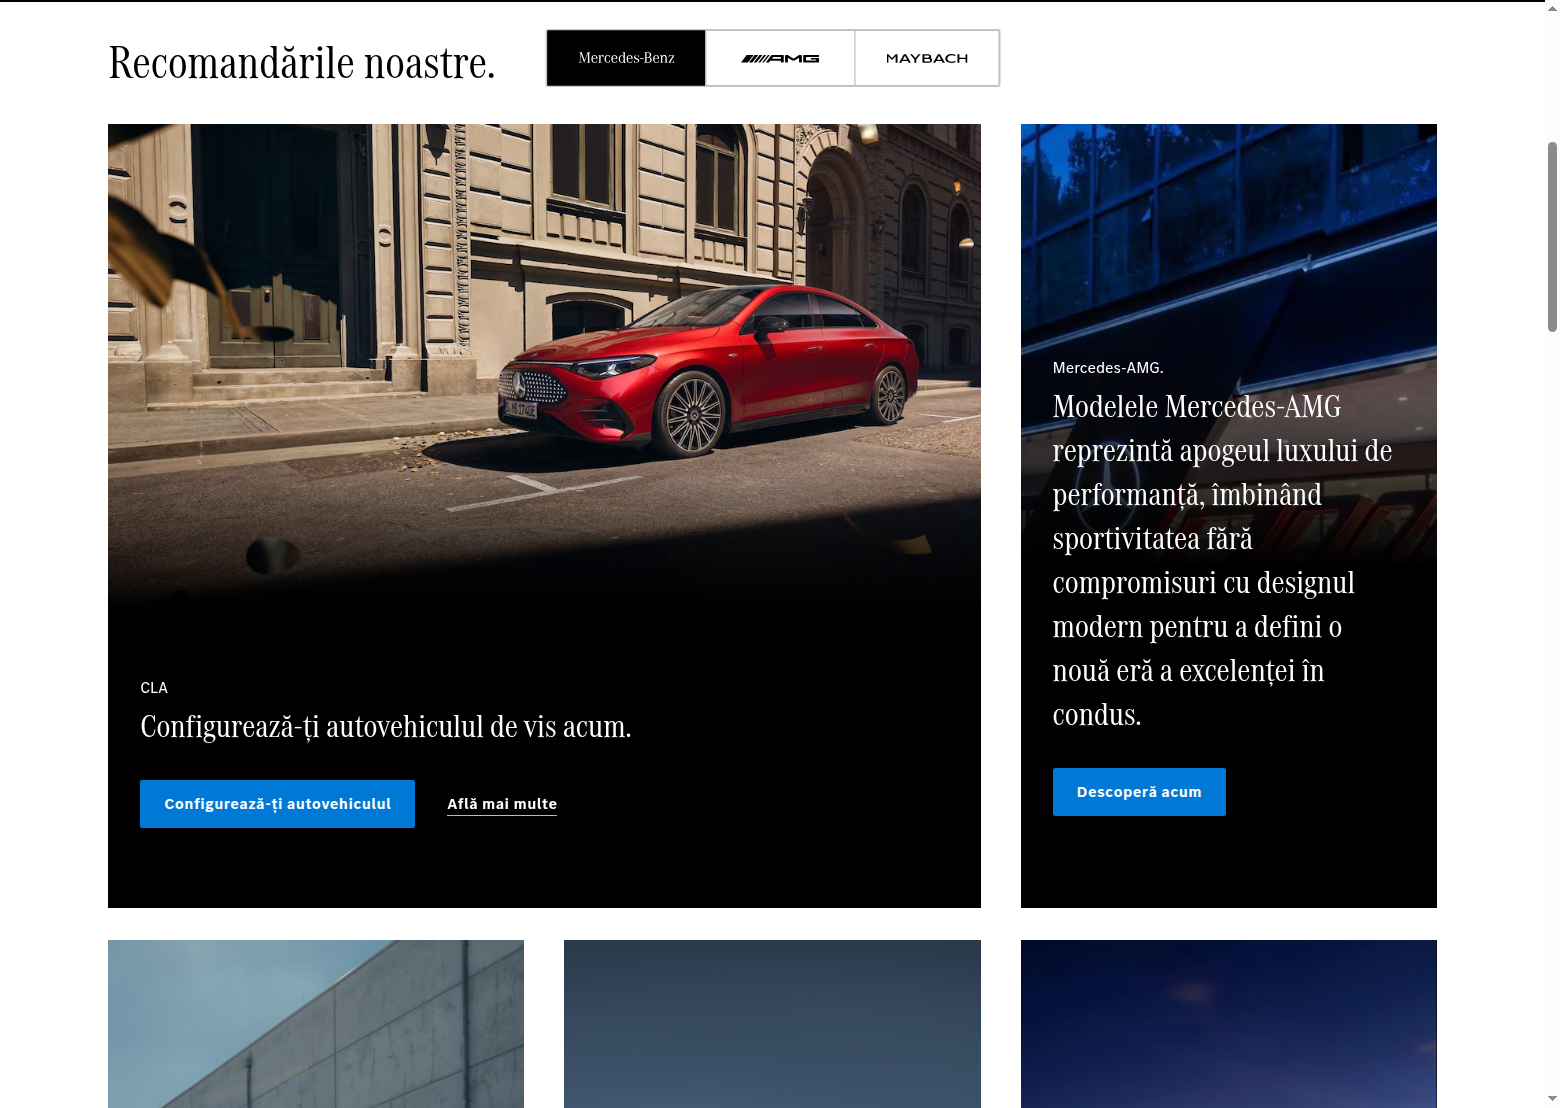 Recomandările noastre.
Mercedes-Benz
AMG
MAYBACH
CLA
Configurează-ți autovehiculul de vis acum.
Configurează-ți autovehiculul
Află mai multe
Mercedes-AMG.
Modelele Mercedes-AMG
reprezintă apogeul luxului de
performanță, îmbinând
sportivitatea fără
compromisuri cu designul
modern pentru a defini o
nouă eră a excelenței în
condus.
Descoperă acum